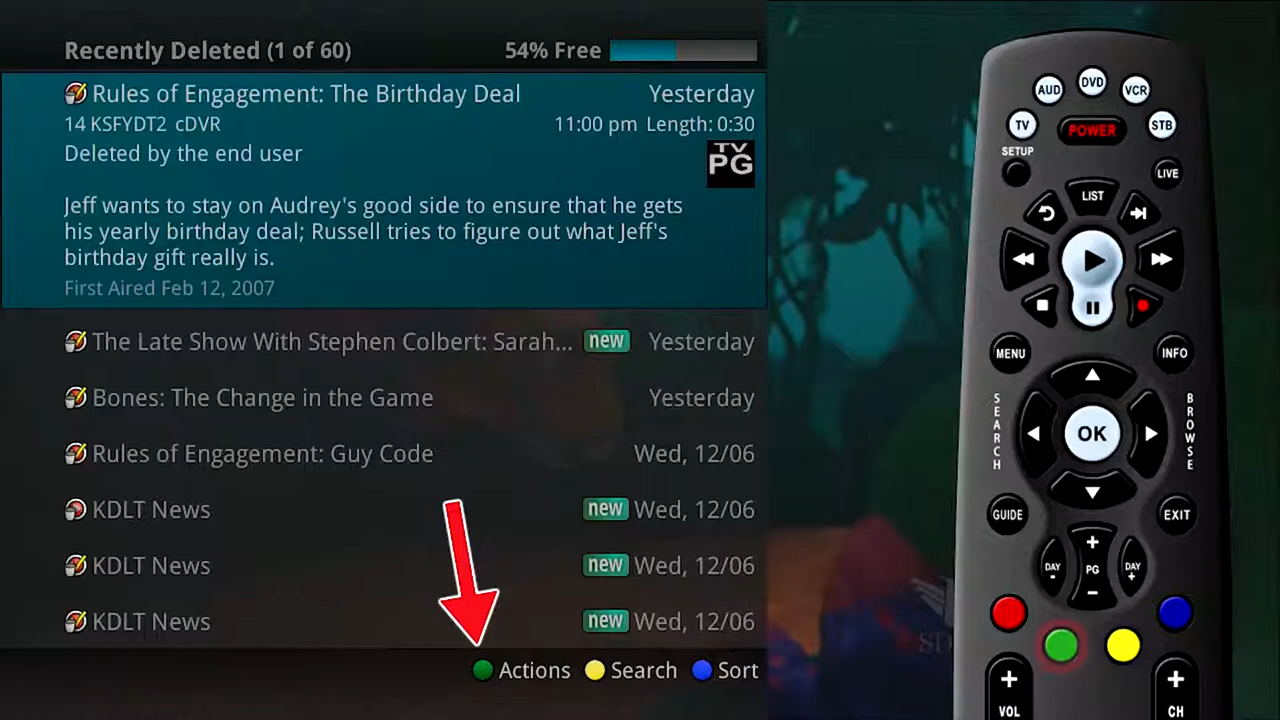 Recently Deleted (1 of 60) 54% Free
Rules of Engagement: The Birthday Deal Yesterday
14 KSFYDT2 cDVR 11:00 pm Length: 0:30
Deleted by the end user
TV
PG
Jeff wants to stay on Audrey's good side to ensure that he gets
his yearly birthday deal; Russell tries to figure out what Jeff's
birthday gift really is.
First Aired Feb 12, 2007
The Late Show With Stephen Colbert: Sarah... new Yesterday
Bones: The Change in the Game Yesterday
Rules of Engagement: Guy Code Wed, 12/06
KDLT News new Wed, 12/06
KDLT News new Wed, 12/06
KDLT News new Wed, 12/06
Actions Search Sort
AUD DVD VCR
TV POWER STB
SETUP
LIVE
LIST
MENU INFO
SEARCH OK BROWSE
GUIDE EXIT
+
DAY - PG DAY +
-
+ +
VOL CH